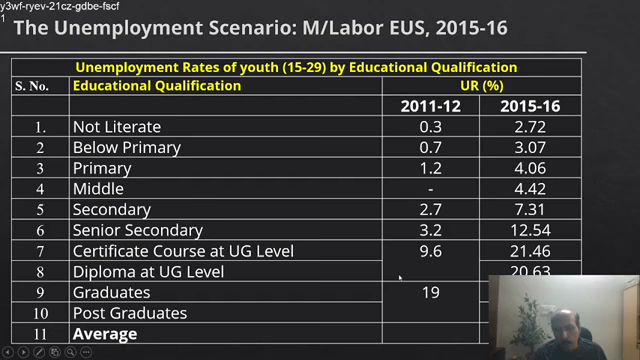 y3wf-ryev-21cz-gdbe-fscf
1
The Unemployment Scenario: M/Labor EUS, 2015-16
Unemployment Rates of youth (15-29) by Educational Qualification
S. No. Educational Qualification UR (%)
2011-12 2015-16
1. Not Literate 0.3 2.72
2 Below Primary 0.7 3.07
3 Primary 1.2 4.06
4 Middle - 4.42
5 Secondary 2.7 7.31
6 Senior Secondary 3.2 12.54
7 Certificate Course at UG Level 9.6 21.46
8 Diploma at UG Level 20.63
9 Graduates 19
10 Post Graduates
11 Average